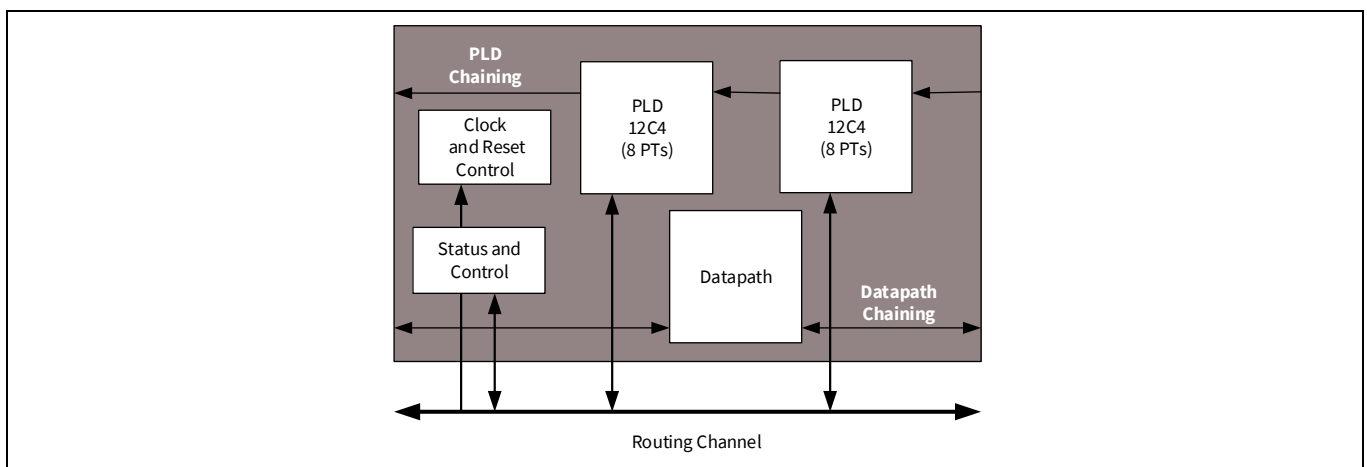 PLD
Chaining
PLD
12C4
(8 PTs)
PLD
12C4
(8 PTs)
Clock
and Reset
Control
Status and
Control
Datapath
Datapath
Chaining
Routing Channel